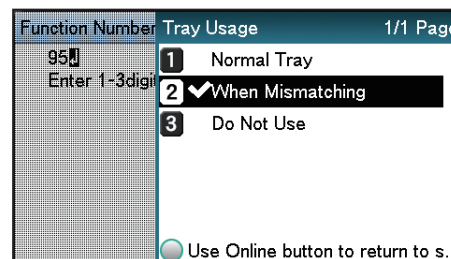 Function Number
95
Enter 1-3digi
Tray Usage 1/1 Page
1 Normal Tray
2 When Mismatching
3 Do Not Use
Use Online button to return to s.